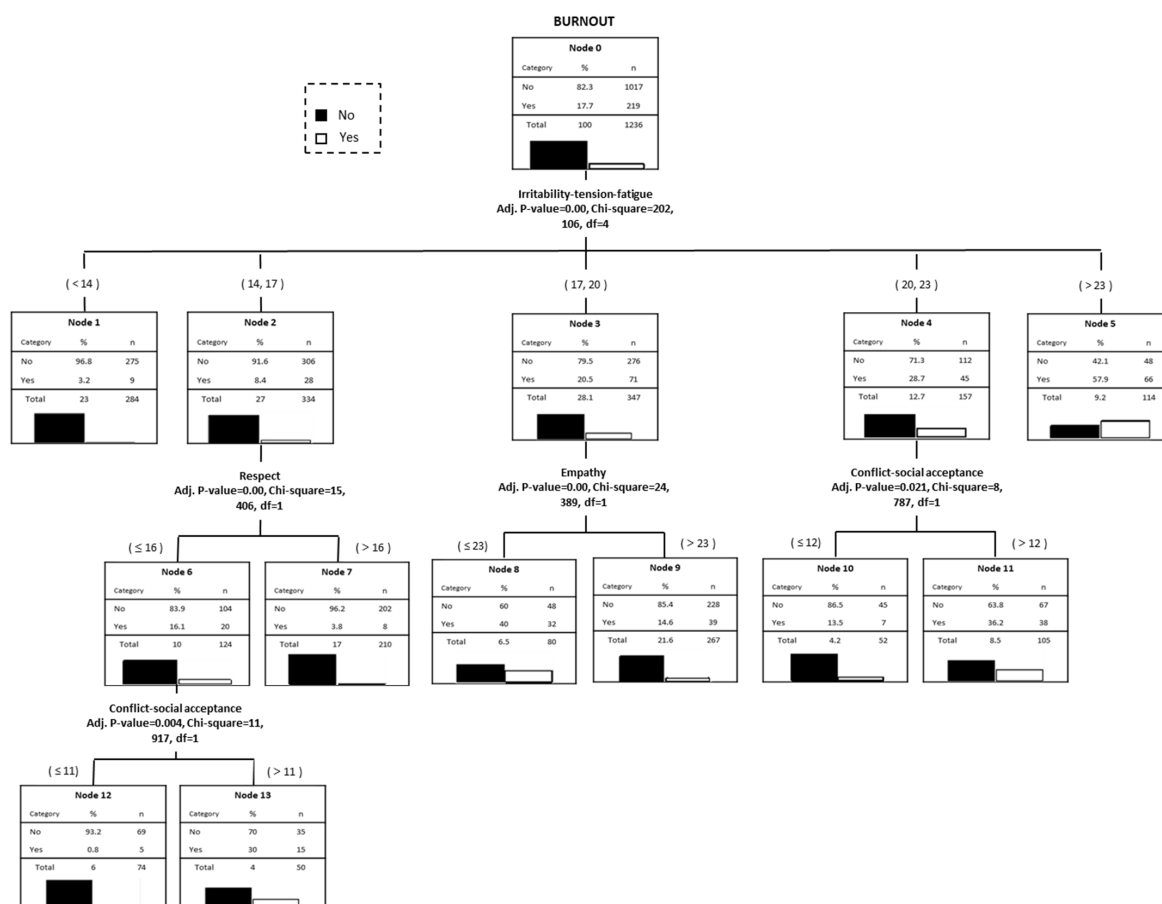 BURNOUT
Node 0
Category % n
No 82.3 1017
Yes 17.7 219
Total 100 1236
No
Yes
Irritability-tension-fatigue
Adj. P-value=0.00, Chi-square=202,
106, df=4
( < 14 )
( 14, 17 )
( 17, 20 )
( 20, 23 )
( > 23 )
Node 1
Category % n
No 96.8 275
Yes 3.2 9
Total 23 284
Node 2
Category % n
No 91.6 306
Yes 8.4 28
Total 27 334
Node 3
Category % n
No 79.5 276
Yes 20.5 71
Total 28.1 347
Node 4
Category % n
No 71.3 112
Yes 28.7 45
Total 12.7 157
Node 5
Category % n
No 42.1 48
Yes 57.9 66
Total 9.2 114
Respect
Adj. P-value=0.00, Chi-square=15,
406, df=1
Empathy
Adj. P-value=0.00, Chi-square=24,
389, df=1
Conflict-social acceptance
Adj. P-value=0.021, Chi-square=8,
787, df=1
( ≤ 16 )
( > 16 )
( ≤23 )
( > 23 )
( ≤12 )
( > 12 )
Node 6
Category % n
No 83.9 104
Yes 16.1 20
Total 10 124
Node 7
Category % n
No 96.2 202
Yes 3.8 8
Total 17 210
Node 8
Category % n
No 60 48
Yes 40 32
Total 6.5 80
Node 9
Category % n
No 85.4 228
Yes 14.6 39
Total 21.6 267
Node 10
Category % n
No 86.5 45
Yes 13.5 7
Total 4.2 52
Node 11
Category % n
No 63.8 67
Yes 36.2 38
Total 8.5 105
Conflict-social acceptance
Adj. P-value=0.004, Chi-square=11,
917, df=1
( ≤ 11)
( > 11 )
Node 12
Category % n
No 93.2 69
Yes 0.8 5
Total 6 74
Node 13
Category % n
No 70 35
Yes 30 15
Total 4 50